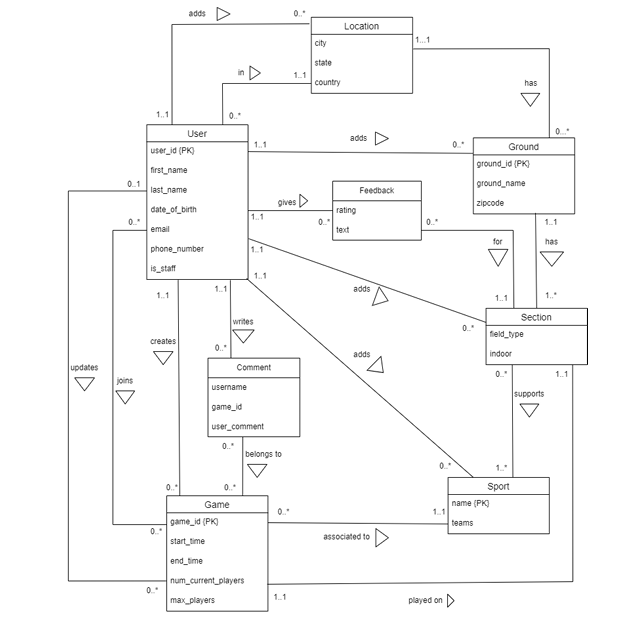 adds
0..*
Location
city
state
country
1...1
in
1..1
has
1..1
0..*
0...*
User
user_id {PK}
first_name
last_name
date_of_birth
email
phone_number
is_staff
1..1
adds
0..*
Ground
ground_id {PK}
ground_name
zipcode
0..1
gives
1..1
0..*
Feedback
rating
text
0..*
0..*
1..1
has
for
1..1
1..1
adds
1..1
1..*
Section
field_type
indoor
0..*
1..1
1..1
writes
creates
0..*
adds
updates
joins
Comment
username
game_id
user_comment
0..*
1..1
supports
0..*
belongs to
0..*
1..*
0..*
0..*
Sport
name {PK}
teams
Game
game_id {PK}
start_time
end_time
num_current_players
max_players
0..*
1..1
associated to
0..*
0..*
1..1
played on